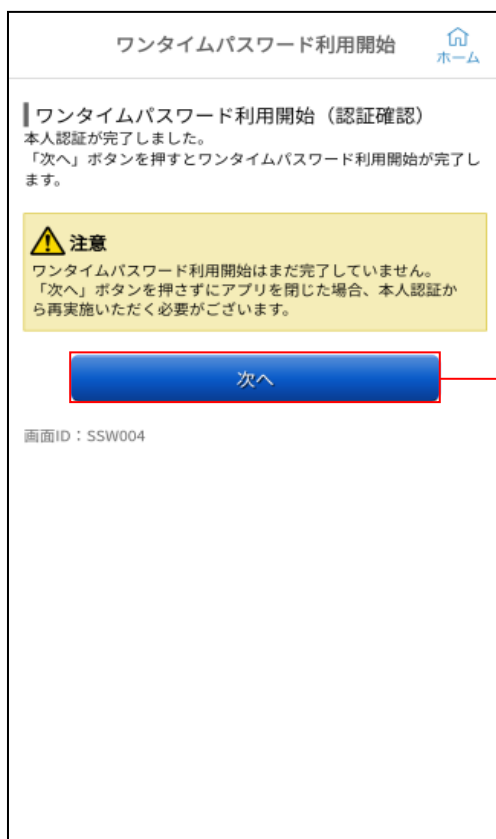 ワンタイムパスワード利用開始
ホーム
ワンタイムパスワード利用開始（認証確認）
本人認証が完了しました。
「次へ」ボタンを押すとワンタイムパスワード利用開始が完了し
ます。
注意
ワンタイムパスワード利用開始はまだ完了していません。
「次へ」ボタンを押さずにアプリを閉じた場合、本人認証か
ら再実施いただく必要がございます。
次へ
画面ID：SSW004